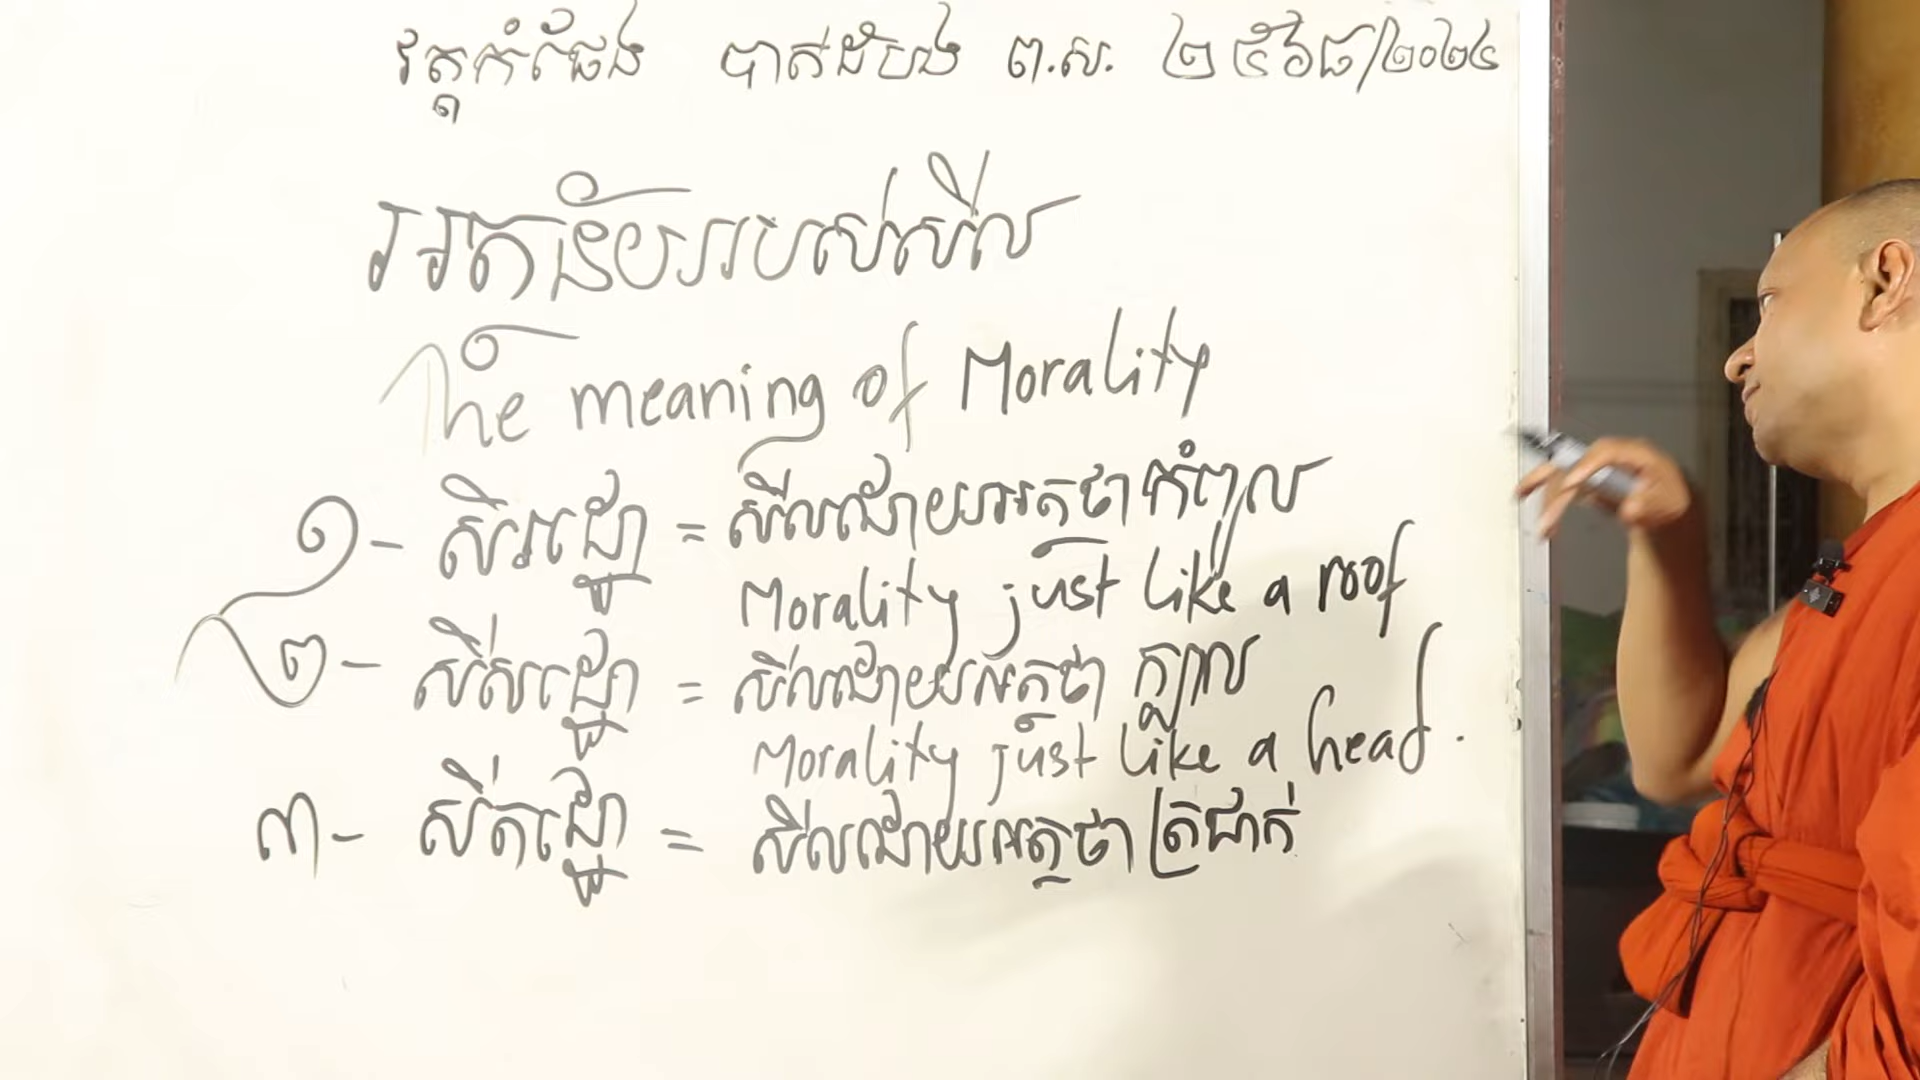 វត្តកំផែង បាត់ដំបង ព.ស. ២៥៦៨/២០២៤
អត្ថន័យរបស់សីល
The meaning of Morality
១- សិរដ្ឋោ = សីលដោយអត្ថថា កំពូល
Morality just like a roof
២- សីសដ្ឋោ = សីលដោយអត្ថថា ក្បាល
Morality just like a head.
៣- សីតដ្ឋោ = សីលដោយអត្ថថា ត្រជាក់